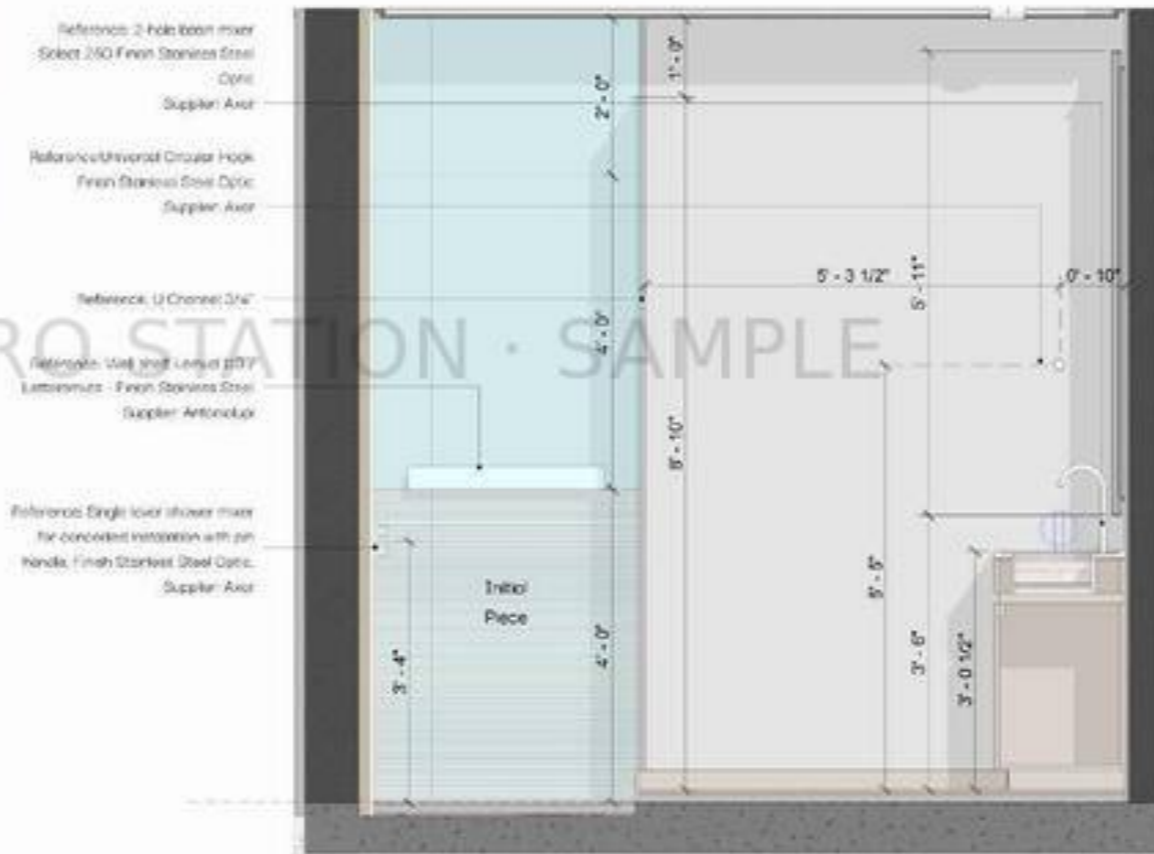 Reference: 2-hole basin mixer
Select 280 Finish Stainless Steel
Optic
Supplier: Axor
2' - 0"
1' - 0"
Reference:Universal Circular Hook
Finish Stainless Steel Optic
Supplier: Axor
5' - 3 1/2"
5' - 11"
0' - 10"
Reference: U Channel 3/4"
4' - 0"
RO STATION · SAMPLE
Reference: Wall shelf
Finish Stainless Steel
Supplier: Antoniolupi
8' - 10"
Reference: Single lever shower mixer
for concealed installation with pin
handle, Finish Stainless Steel Optic.
Supplier: Axor
Initial
Piece
3' - 4"
4' - 0"
3' - 6"
3' - 0 1/2"